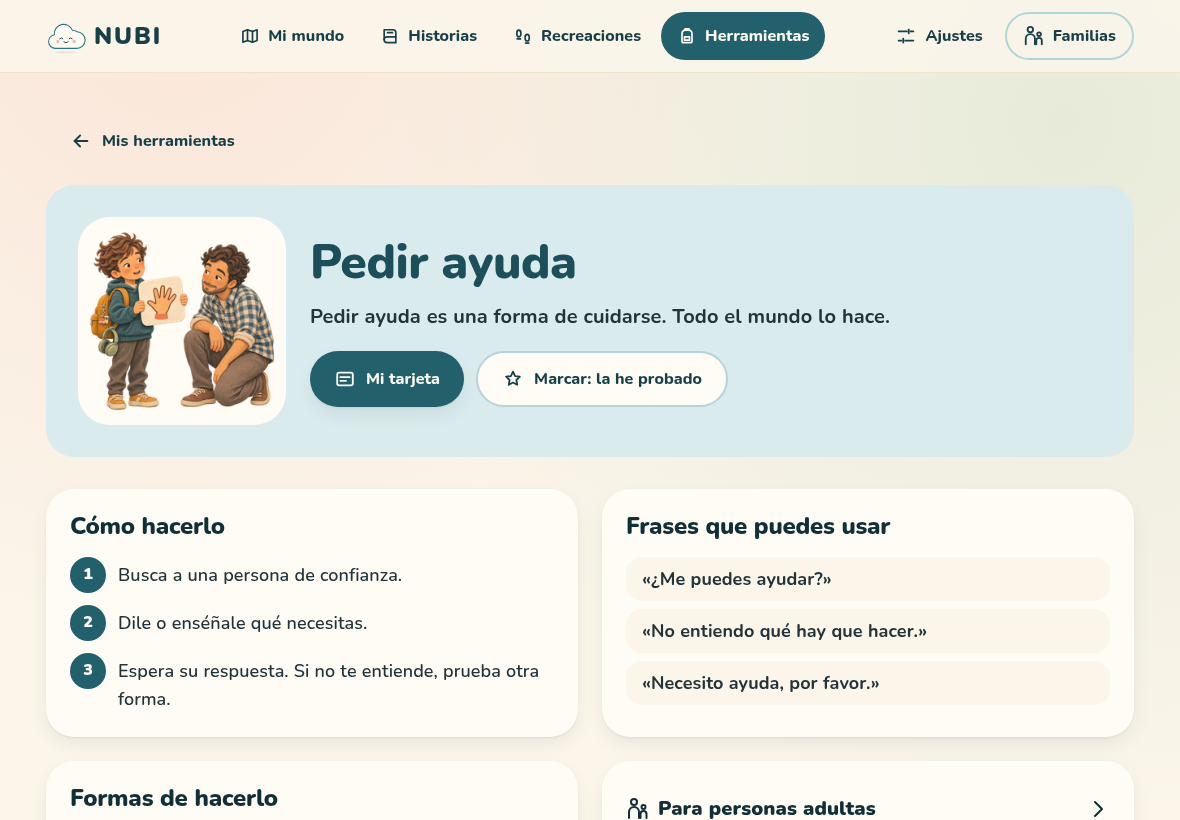 NUBI
Mi mundo
Historias
Recreaciones
Herramientas
Ajustes
Familias
Mis herramientas
Pedir ayuda
Pedir ayuda es una forma de cuidarse. Todo el mundo lo hace.
Mi tarjeta
Marcar: la he probado
Cómo hacerlo
1 Busca a una persona de confianza.
2 Dile o enséñale qué necesitas.
3 Espera su respuesta. Si no te entiende, prueba otra
forma.
Frases que puedes usar
«¿Me puedes ayudar?»
«No entiendo qué hay que hacer.»
«Necesito ayuda, por favor.»
Formas de hacerlo
Para personas adultas